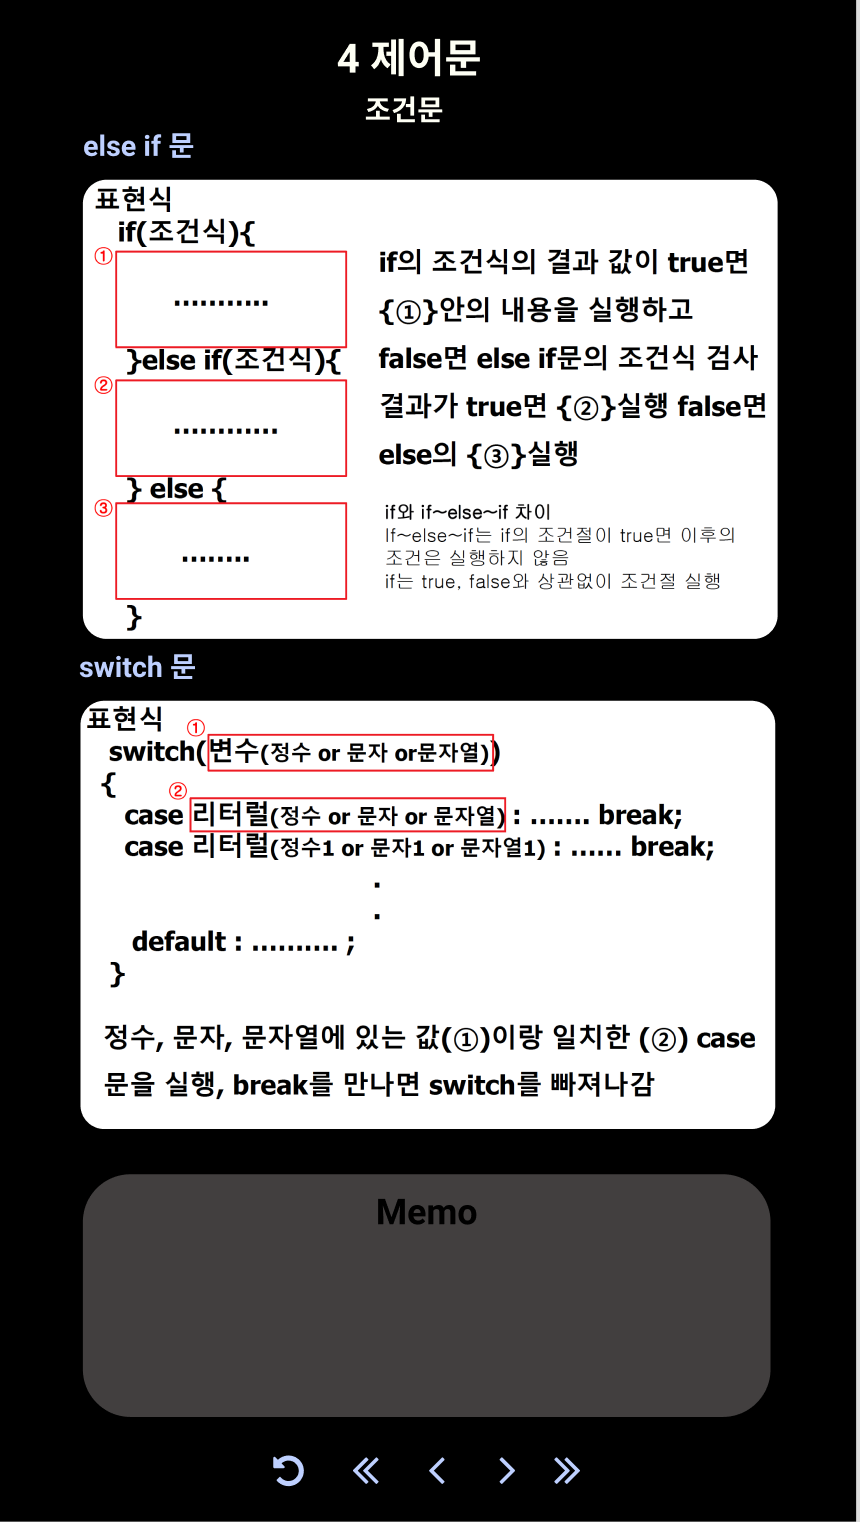 4 제어문
조건문
else if 문
표현식
if(조건식){
①
...........
}else if(조건식){
②
............
} else {
③
........
}
if의 조건식의 결과 값이 true면
{①}안의 내용을 실행하고
false면 else if문의 조건식 검사
결과가 true면 {②}실행 false면
else의 {③}실행
if와 if~else~if 차이
If~else~if는 if의 조건절이 true면 이후의
조건은 실행하지 않음
if는 true, false와 상관없이 조건절 실행
switch 문
표현식
①
switch(변수(정수 or 문자 or문자열))
{
②
case 리터럴(정수 or 문자 or 문자열) : ....... break;
case 리터럴(정수1 or 문자1 or 문자열1) : ...... break;
.
.
default : .......... ;
}
정수, 문자, 문자열에 있는 값(①)이랑 일치한 (②) case
문을 실행, break를 만나면 switch를 빠져나감
Memo